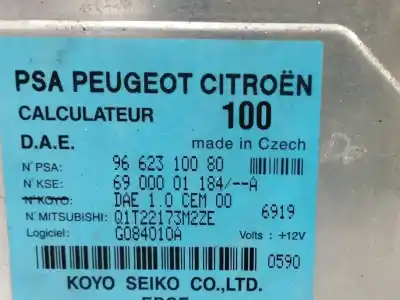 PSA PEUGEOT CITROËN
CALCULATEUR 100
D.A.E. made in Czech
N°PSA: 96 623 100 80
N°KSE: 69 000 01 184/--A
N°KOYO: DAE 1.0 CEM 00
N°MITSUBISHI: Q1T22173M2ZE 6919
Logiciel: G084010A Volts : +12V
0590
KOYO SEIKO CO.,LTD.